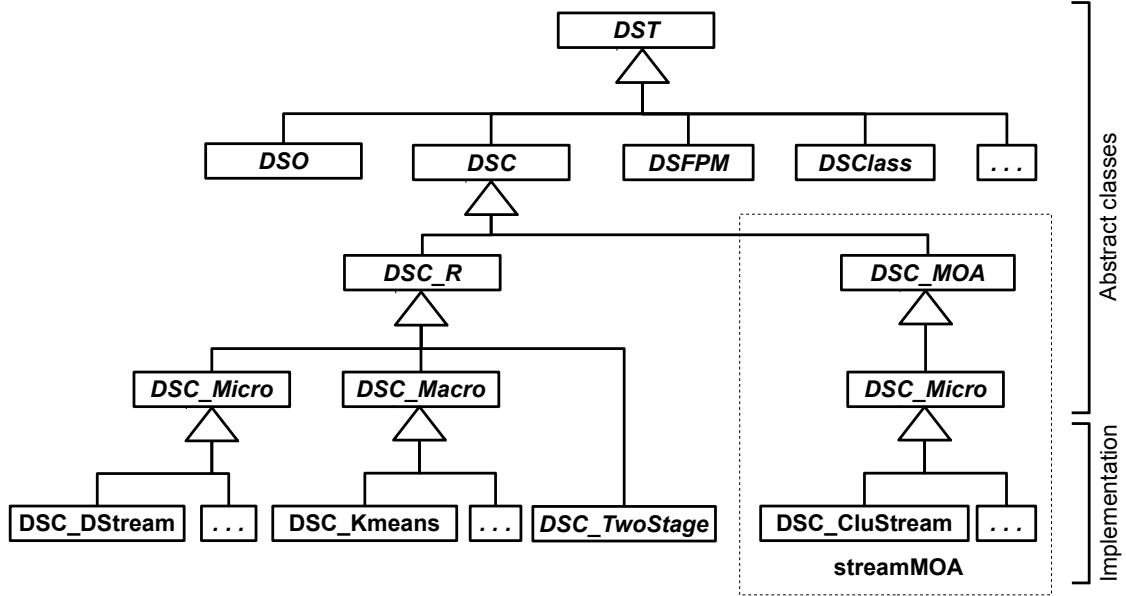 DST
DSO
DSC
DSFPM
DSClass
. . .
DSC_R
DSC_MOA
DSC_Micro
DSC_Macro
DSC_Micro
DSC_DStream
. . .
DSC_Kmeans
. . .
DSC_TwoStage
DSC_CluStream
. . .
streamMOA
Abstract classes
Implementation